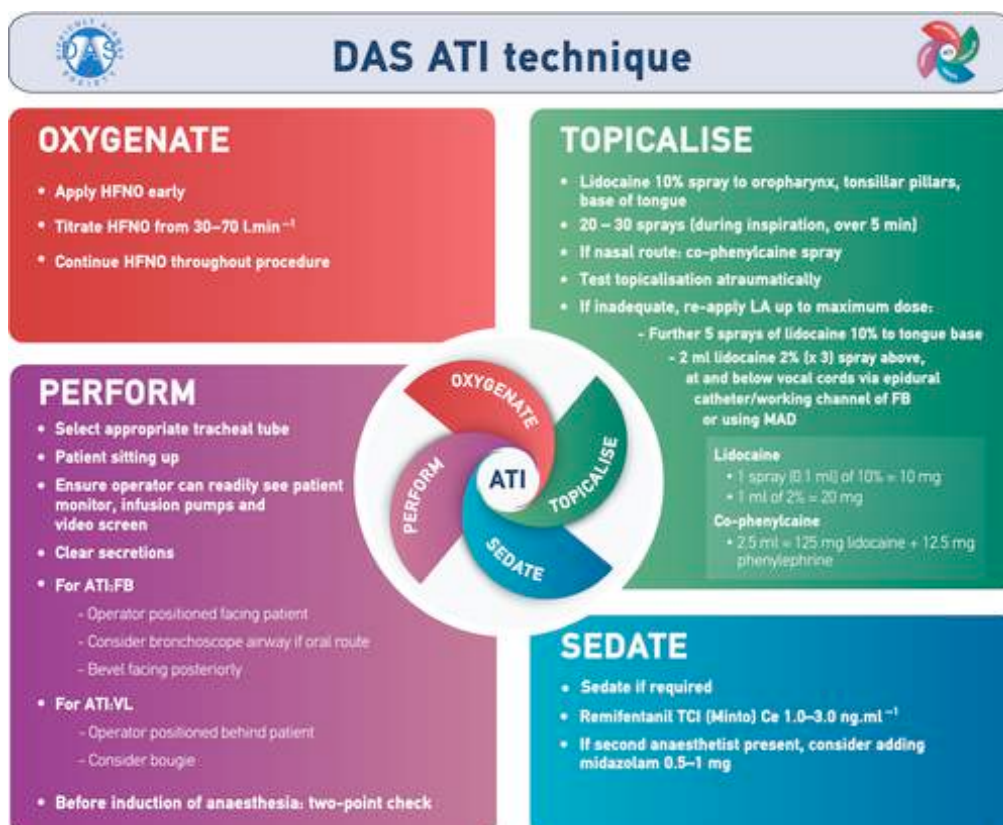 DAS
DAS ATI technique
ATI
OXYGENATE
• Apply HFNO early
• Titrate HFNO from 30–70 l.min⁻¹
• Continue HFNO throughout procedure
TOPICALISE
• Lidocaine 10% spray to oropharynx, tonsillar pillars,
base of tongue
• 20 – 30 sprays (during inspiration, over 5 min)
• If nasal route: co-phenylcaine spray
• Test topicalisation atraumatically
• If inadequate, re-apply LA up to maximum dose:
- Further 5 sprays of lidocaine 10% to tongue base
- 2 ml lidocaine 2% (x 3) spray above,
at and below vocal cords via epidural
catheter/working channel of FB
or using MAD
Lidocaine
• 1 spray (0.1 ml) of 10% = 10 mg
• 1 ml of 2% = 20 mg
Co-phenylcaine
• 2.5 ml = 125 mg lidocaine + 12.5 mg
phenylephrine
OXYGENATE
TOPICALISE
SEDATE
PERFORM
ATI
PERFORM
• Select appropriate tracheal tube
• Patient sitting up
• Ensure operator can readily see patient
monitor, infusion pumps and
video screen
• Clear secretions
• For ATI:FB
- Operator positioned facing patient
- Consider bronchoscope airway if oral route
- Bevel facing posteriorly
• For ATI:VL
- Operator positioned behind patient
- Consider bougie
• Before induction of anaesthesia: two-point check
SEDATE
• Sedate if required
• Remifentanil TCI (Minto) Ce 1.0–3.0 ng.ml⁻¹
• If second anaesthetist present, consider adding
midazolam 0.5–1 mg